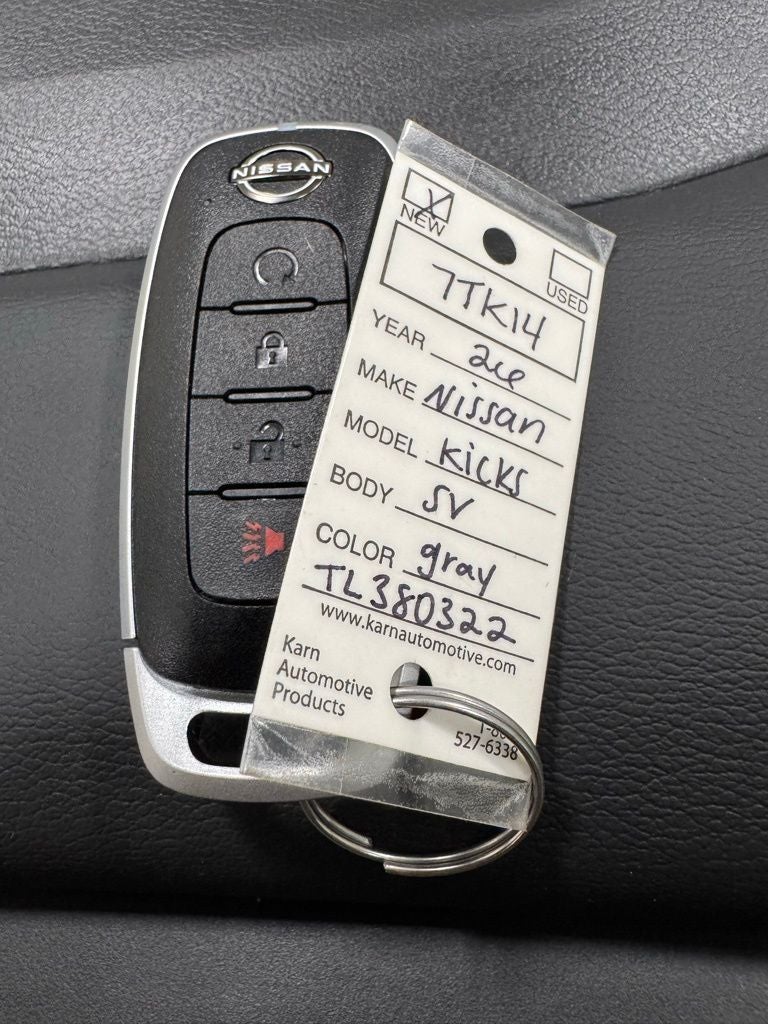 NISSAN
X
NEW
USED
7TK14
YEAR 26
MAKE Nissan
MODEL Kicks
BODY SV
COLOR gray
TL380322
www.karnautomotive.com
Karn
Automotive
Products
527-6338